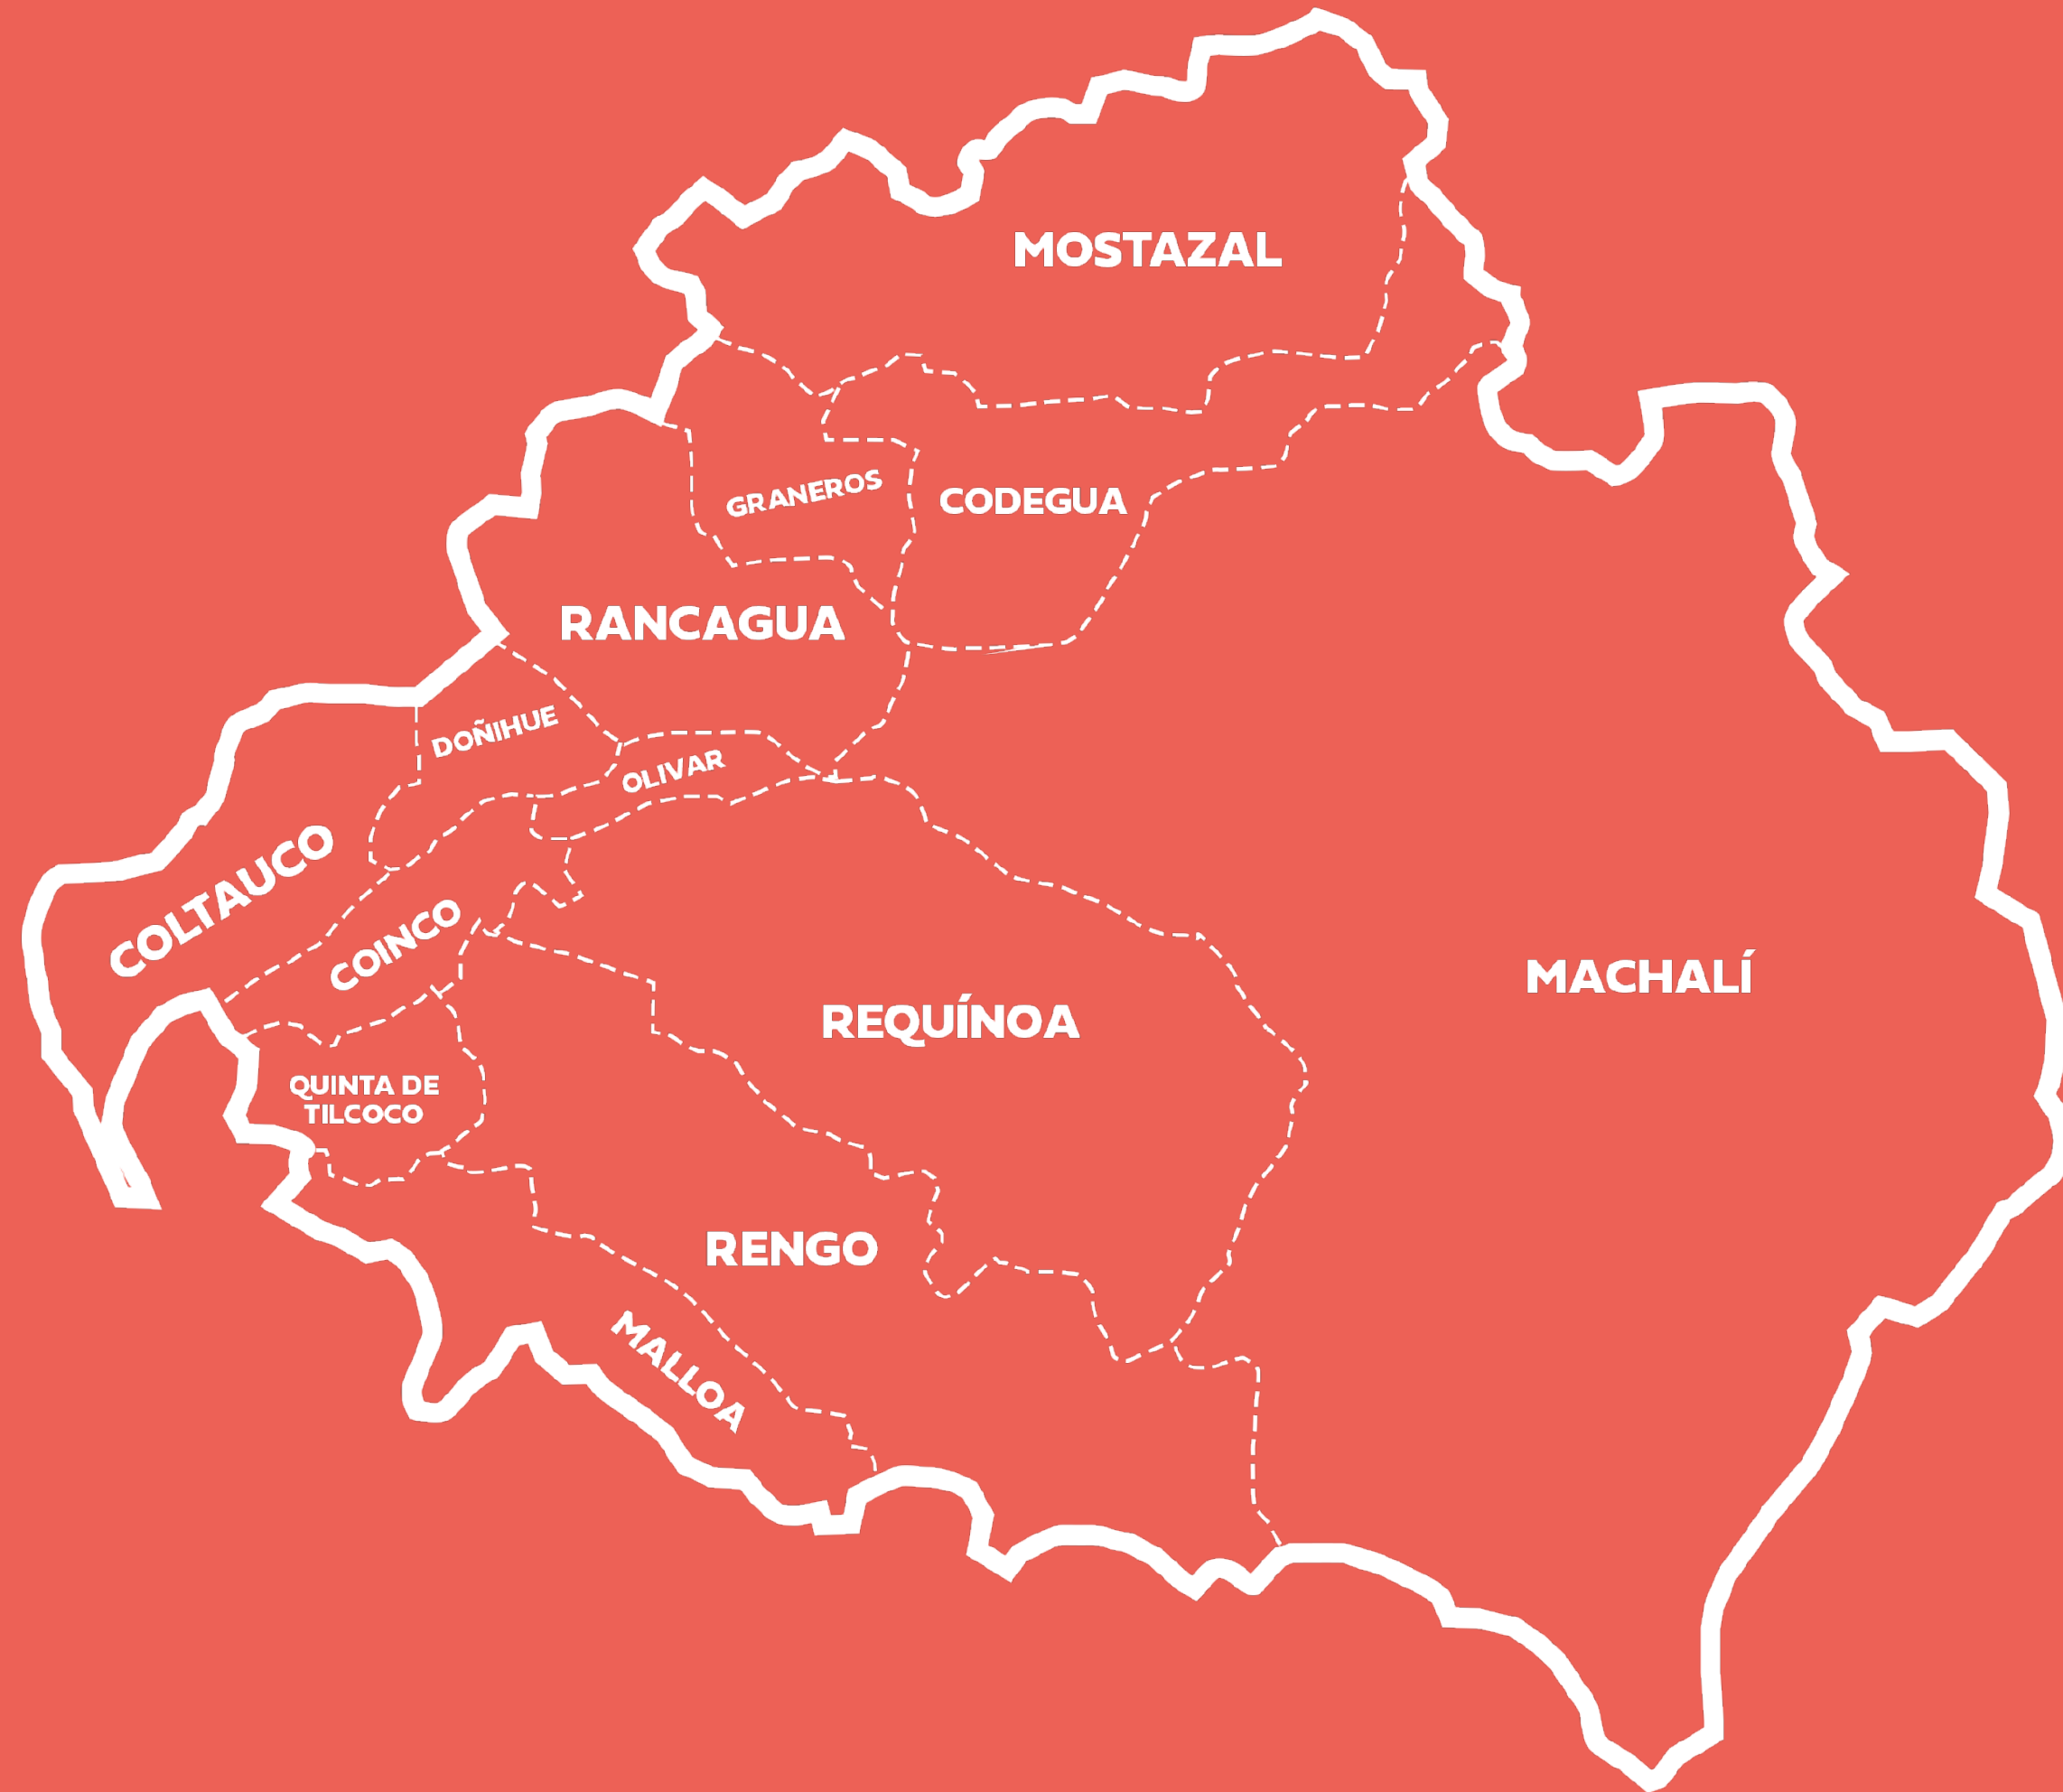 MOSTAZAL
GRANEROS
CODEGUA
RANCAGUA
DOÑIHUE
OLIVAR
COLTAUCO
COINCO
MACHALÍ
REQUÍNOA
QUINTA DE
TILCOCO
RENGO
MALLOA